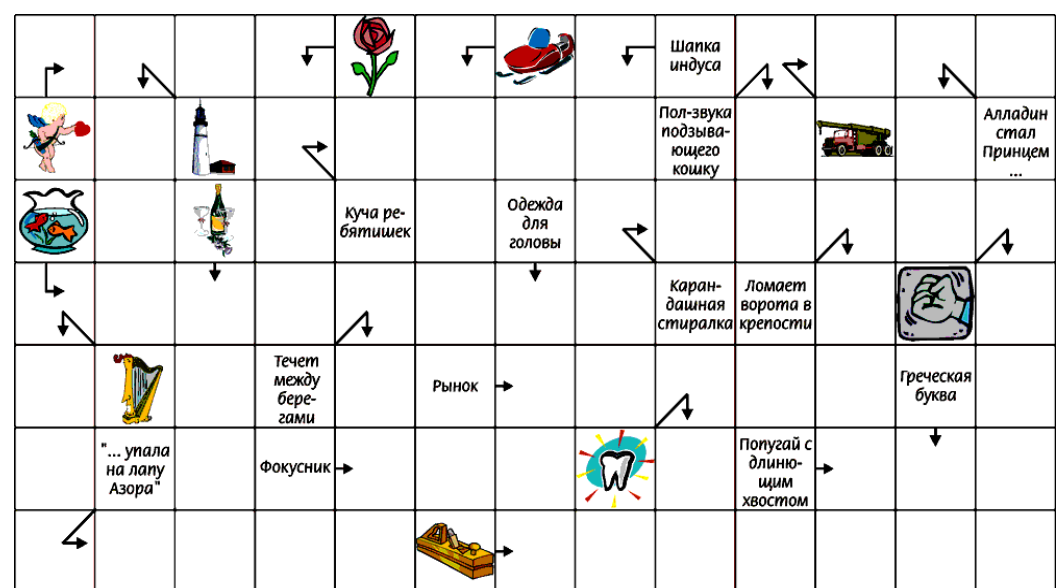 Шапка
индуса
Пол-звука
подзыва-
ющего
кошку
Алладин
стал
Принцем
...
Куча ре-
бятишек
Одежда
для
головы
Каран-
дашная
стиралка
Ломает
ворота в
крепости
Течет
между
бере-
гами
Рынок
Греческая
буква
"... упала
на лапу
Азора"
Фокусник
Попугай с
длиню-
щим
хвостом